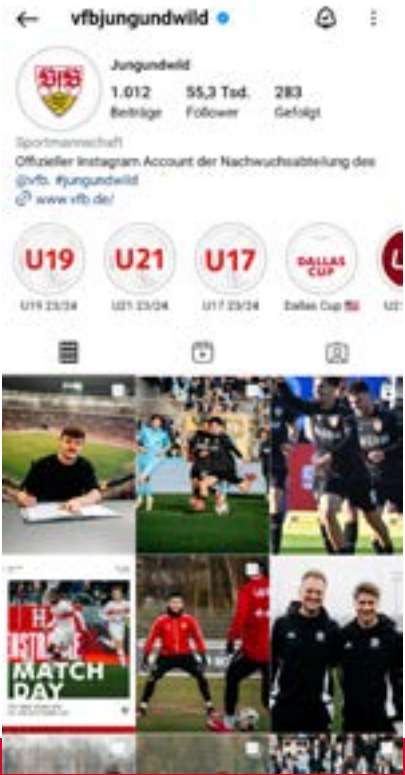 vfbjungundwild
VfB
Jungundwild
1.012 55,3 Tsd. 283
Beiträge Follower Gefolgt
Sportmannschaft
Offizieller Instagram Account der Nachwuchsabteilung des
@vfb. #jungundwild
www.vfb.de/
U19 U21 U17 DALLAS CUP
U19 23/24 U21 23/24 U17 23/24 Dallas Cup
MATCH
DAY